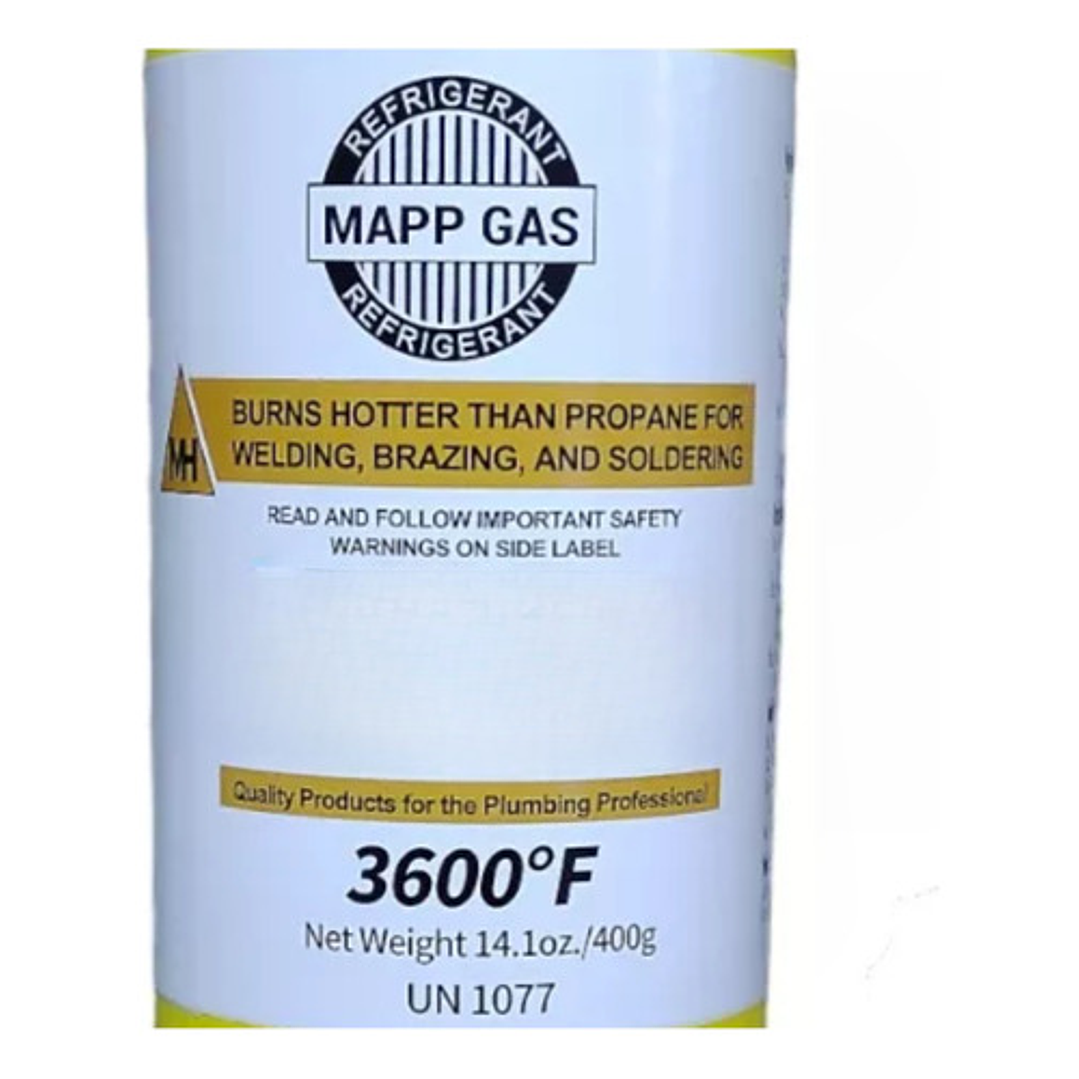 REFRIGERANT
MAPP GAS
REFRIGERANT
BURNS HOTTER THAN PROPANE FOR
WELDING, BRAZING, AND SOLDERING
MH
READ AND FOLLOW IMPORTANT SAFETY
WARNINGS ON SIDE LABEL
Quality Products for the Plumbing Professional
3600°F
Net Weight 14.1oz./400g
UN 1077